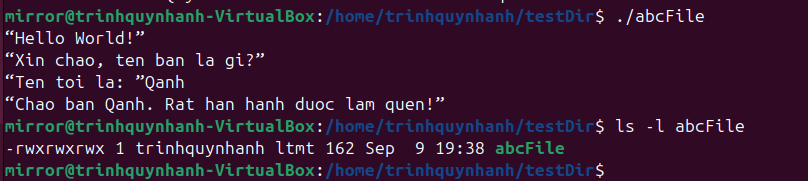 mirror@trinhquynhanh-VirtualBox:/home/trinhquynhanh/testDir$ ./abcFile
“Hello World!”
“Xin chao, ten ban la gi?”
“Ten toi la: ”Qanh
“Chao ban Qanh. Rat han hanh duoc lam quen!”
mirror@trinhquynhanh-VirtualBox:/home/trinhquynhanh/testDir$ ls -l abcFile
-rwxrwxrwx 1 trinhquynhanh ltmt 162 Sep  9 19:38 abcFile
mirror@trinhquynhanh-VirtualBox:/home/trinhquynhanh/testDir$